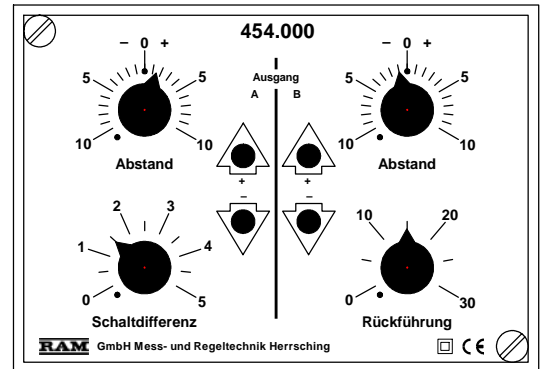 454.000
− 0 +
5 5
10 10
Abstand
Ausgang
A B
+
−
+
−
− 0 +
5 5
10 10
Abstand
2 3
1 4
0 5
Schaltdifferenz
10 20
0 30
Rückführung
RAM GmbH Mess- und Regeltechnik Herrsching
CE